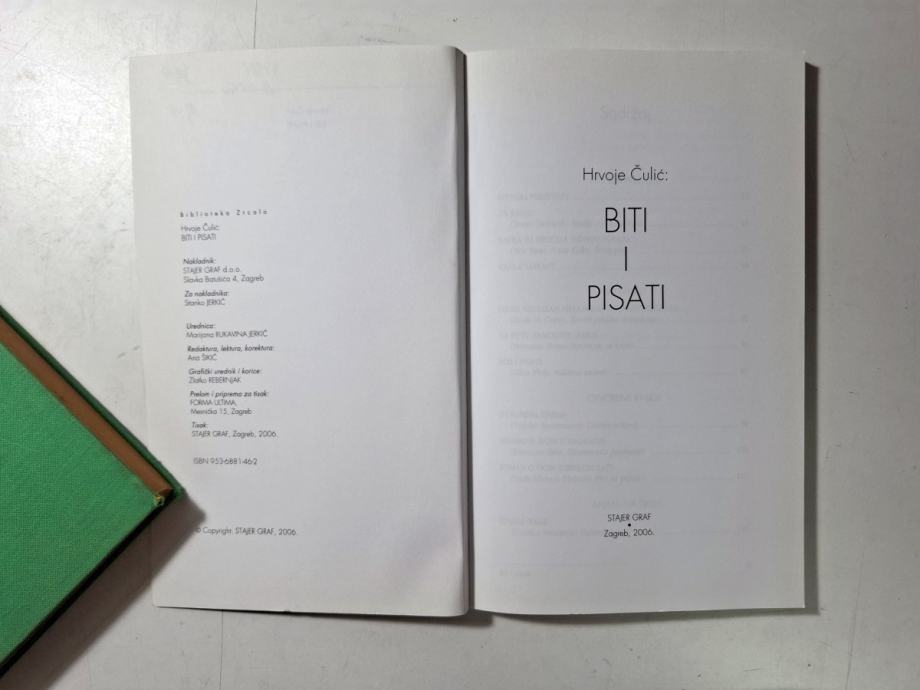 Biblioteka Zrcala
Hrvoje Čulić:
BITI I PISATI
Nakladnik:
STAJER GRAF d.o.o.
Slavka Batušića 4, Zagreb
Za nakladnika:
Stanko JERKIĆ
Urednica:
Marijana RUKAVINA JERKIĆ
Redaktura, lektura, korektura:
Ana ŠIKIĆ
Grafički urednik i korice:
Zlatko REBERNJAK
Prelom i priprema za tisak:
FORMA ULTIMA,
Mesnička 15, Zagreb
Tisak:
STAJER GRAF, Zagreb, 2006.
ISBN 953-6881-46-2
© Copyright: STAJER GRAF, 2006.
Hrvoje Čulić:
BITI
I
PISATI
STAJER GRAF
•
Zagreb, 2006.
Sadržaj